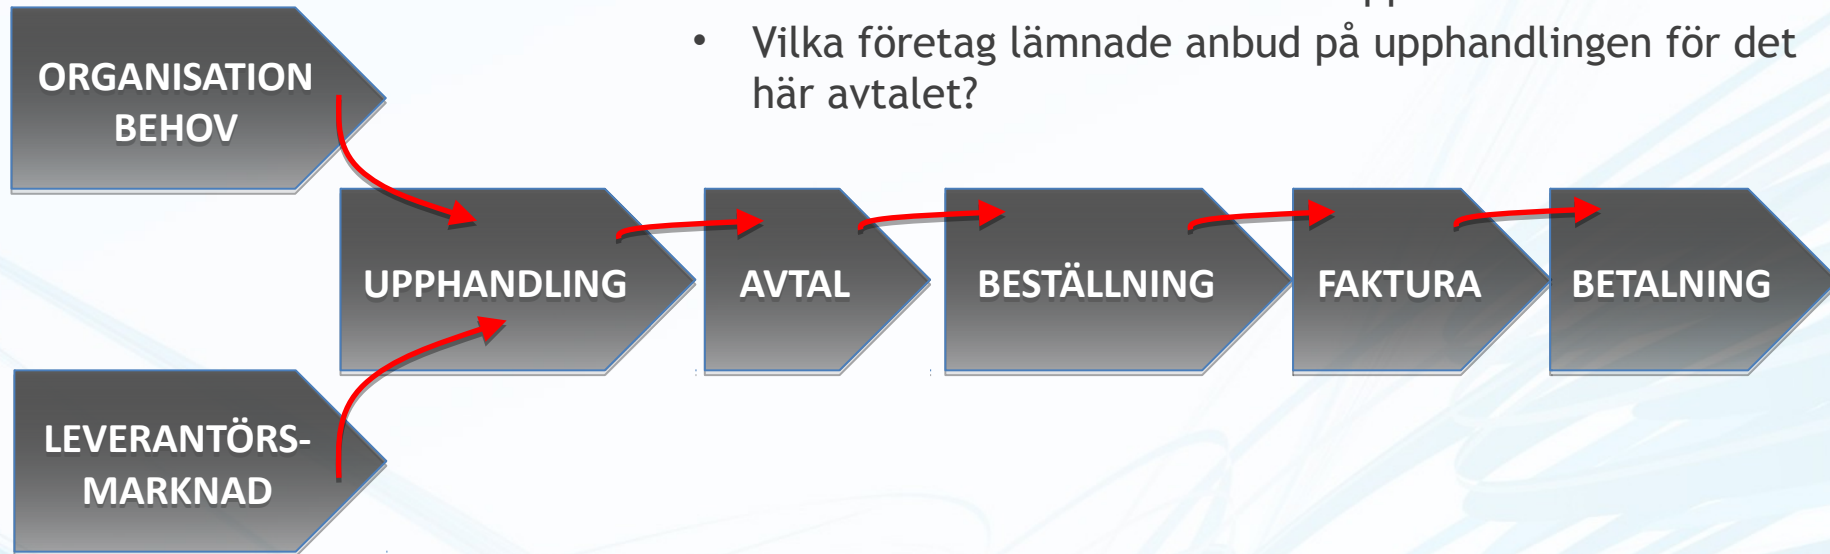 • Vilka företag lämnade anbud på upphandlingen för det
här avtalet?
ORGANISATION
BEHOV
UPPHANDLING
AVTAL
BESTÄLLNING
FAKTURA
BETALNING
LEVERANTÖRS-
MARKNAD